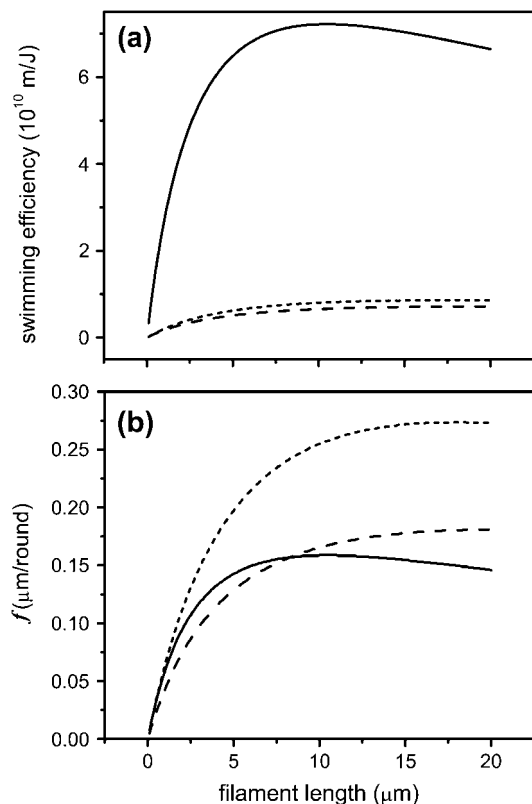 (a)
swimming efficiency (10¹⁰ m/J)
6
4
2
0
(b)
f (μm/round)
0.30
0.25
0.20
0.15
0.10
0.05
0.00
0 5 10 15 20
filament length (μm)